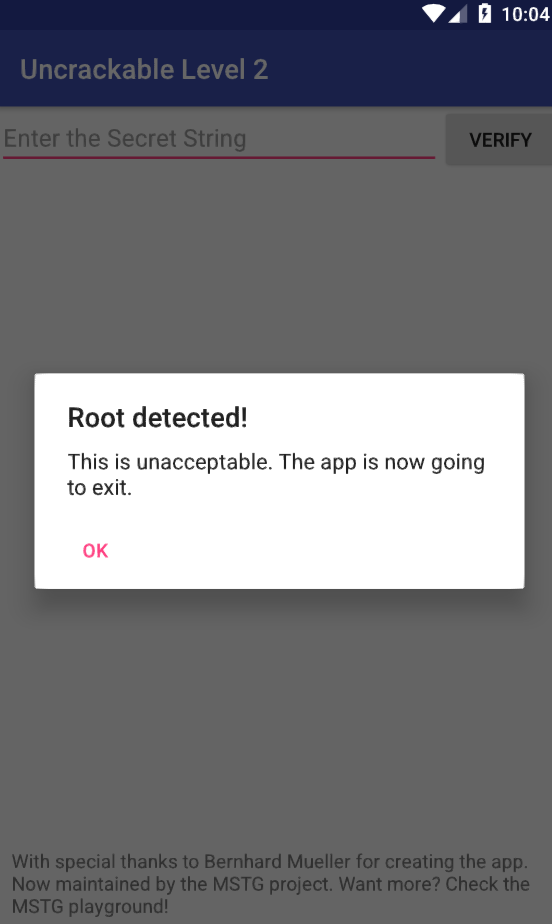 10:04
Uncrackable Level 2
Enter the Secret String
VERIFY
Root detected!
This is unacceptable. The app is now going
to exit.
OK
With special thanks to Bernhard Mueller for creating the app.
Now maintained by the MSTG project. Want more? Check the
MSTG playground!